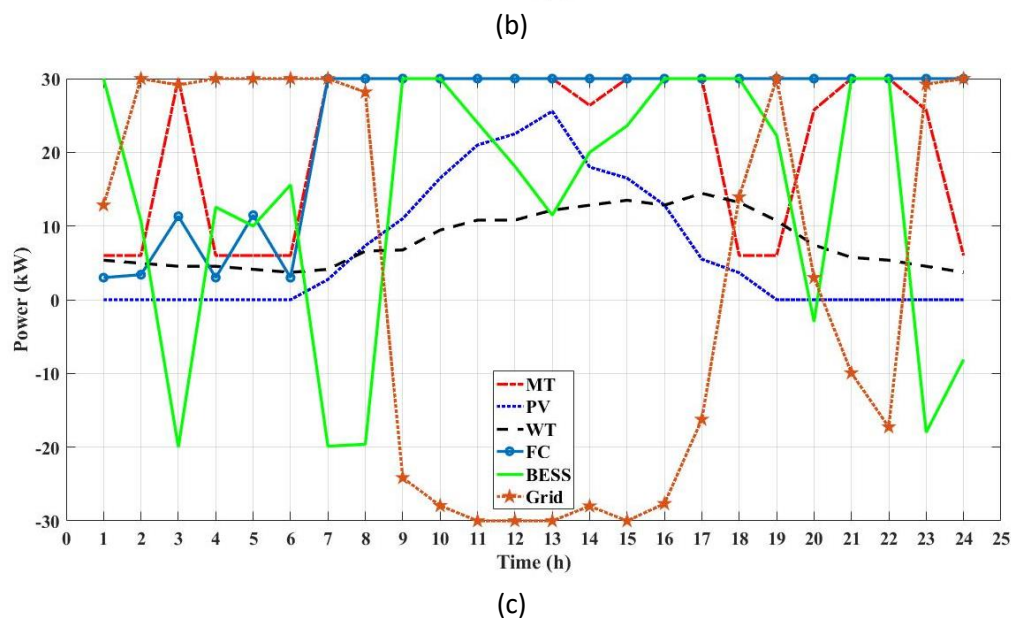 (b)
30
20
10
0
-10
-20
-30
Power (kW)
MT
PV
WT
FC
BESS
Grid
0 1 2 3 4 5 6 7 8 9 10 11 12 13 14 15 16 17 18 19 20 21 22 23 24 25
Time (h)
(c)